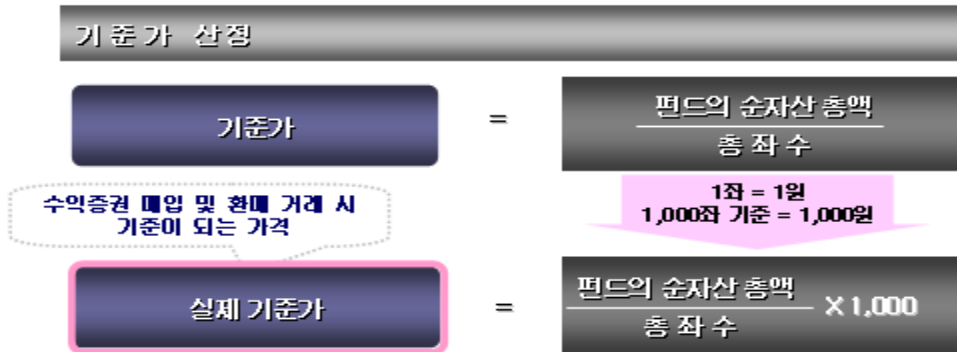 기준가 산정
기준가
=
펀드의 순자산 총액
총 좌 수
수익증권 매입 및 환매 거래 시
기준이 되는 가격
1좌 = 1원
1,000좌 기준 = 1,000원
실제 기준가
=
펀드의 순자산 총액
총 좌 수
X 1,000